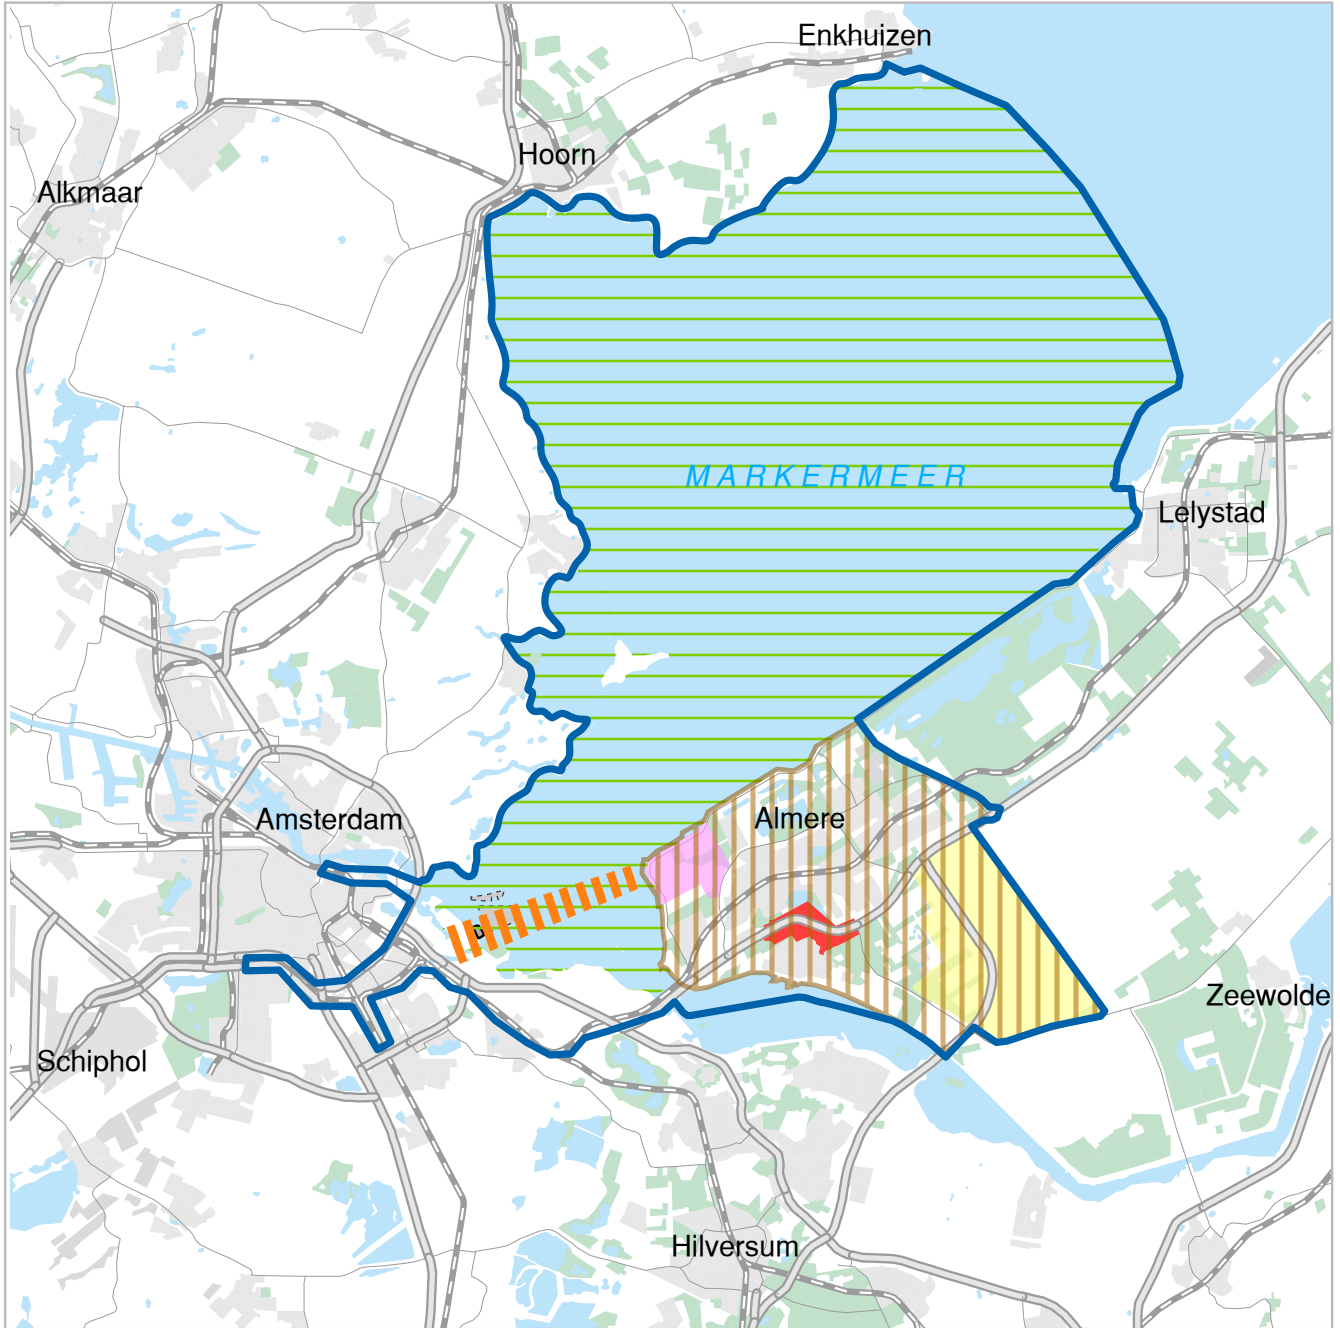 Enkhuizen
Hoorn
Alkmaar
MARKERMEER
Lelystad
Amsterdam
Almere
Zeewolde
Schiphol
Hilversum